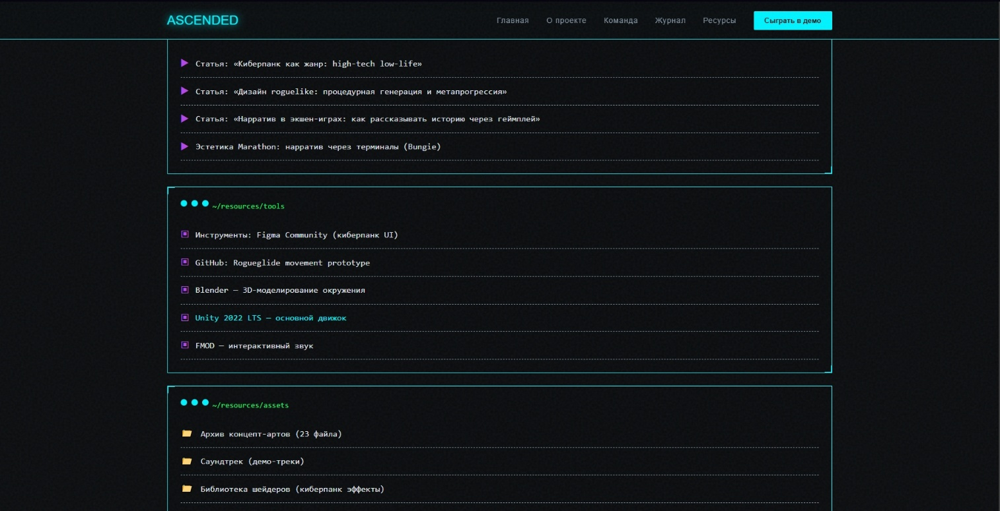 ASCENDED
Главная О проекте Команда Журнал Ресурсы Сыграть в демо
Статья: «Киберпанк как жанр: high-tech low-life»
Статья: «Дизайн roguelike: процедурная генерация и метапрогрессия»
Статья: «Нарратив в экшен-играх: как рассказывать историю через геймплей»
Эстетика Marathon: нарратив через терминалы (Bungie)
~/resources/tools
Инструменты: Figma Community (киберпанк UI)
GitHub: Rogueglide movement prototype
Blender — 3D-моделирование окружения
Unity 2022 LTS — основной движок
FMOD — интерактивный звук
~/resources/assets
Архив концепт-артов (23 файла)
Саундтрек (демо-треки)
Библиотека шейдеров (киберпанк эффекты)